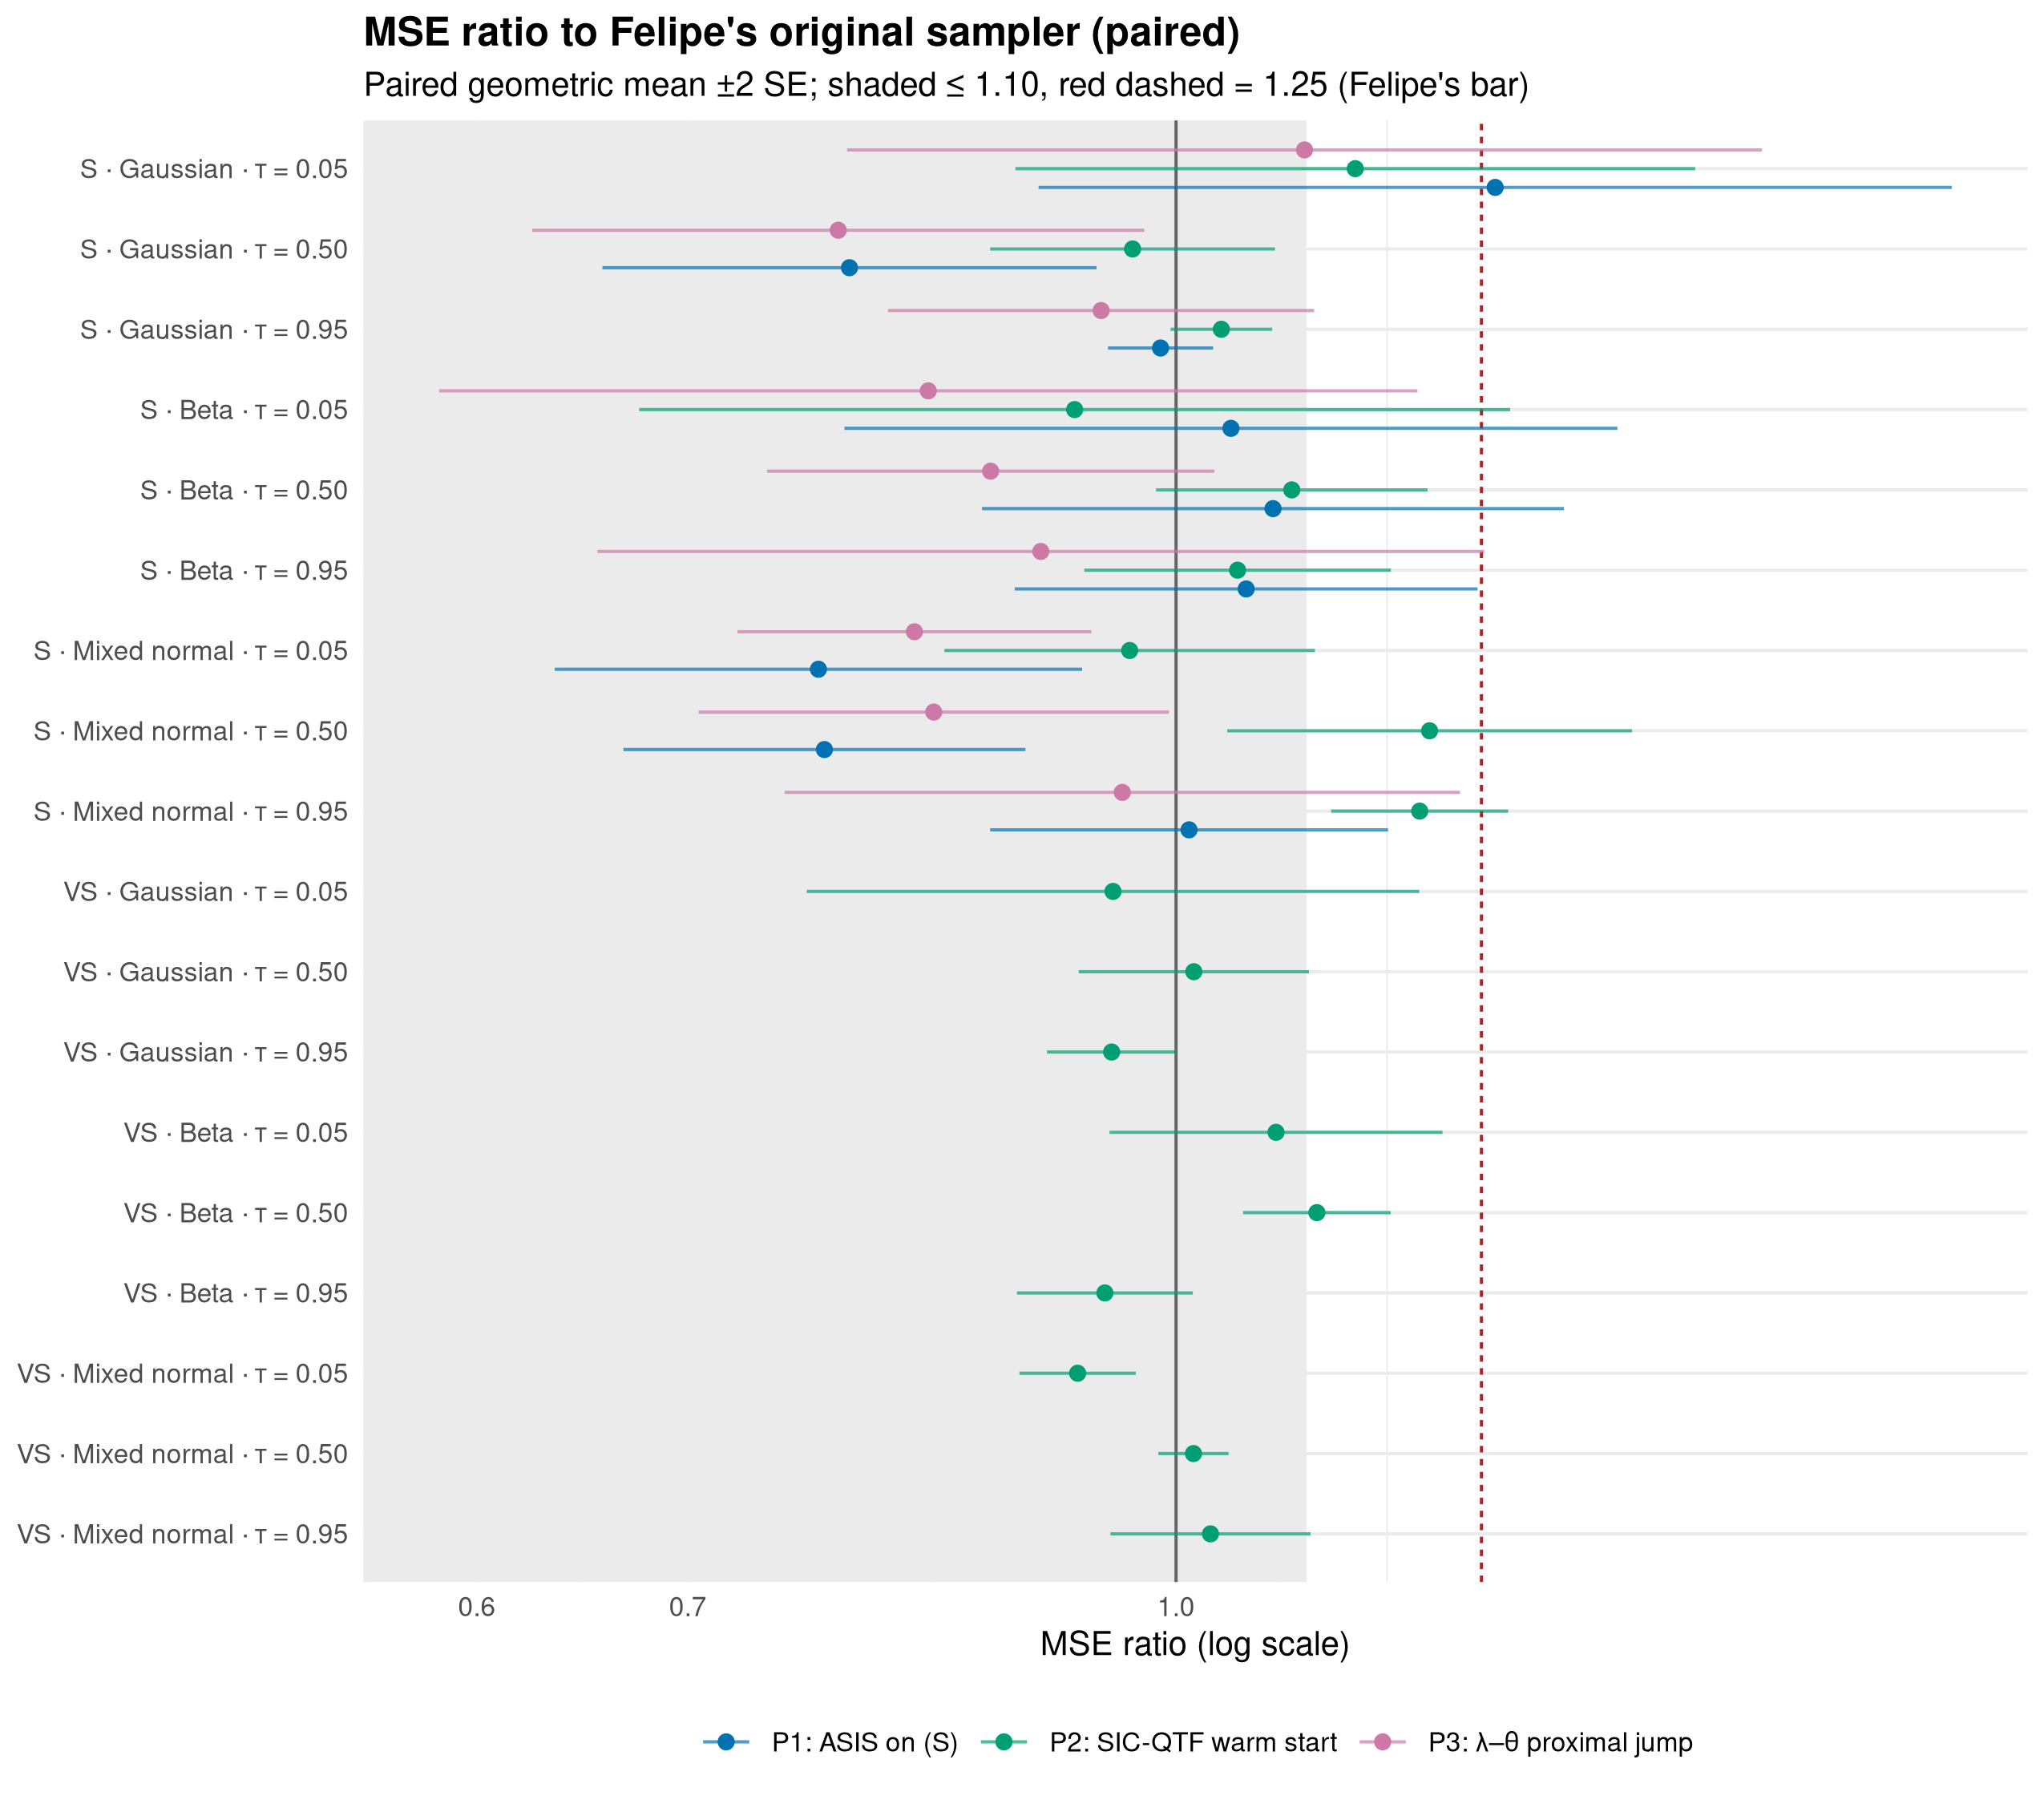 MSE ratio to Felipe's original sampler (paired)
Paired geometric mean ±2 SE; shaded ≤ 1.10, red dashed = 1.25 (Felipe's bar)
S · Gaussian · τ = 0.05
S · Gaussian · τ = 0.50
S · Gaussian · τ = 0.95
S · Beta · τ = 0.05
S · Beta · τ = 0.50
S · Beta · τ = 0.95
S · Mixed normal · τ = 0.05
S · Mixed normal · τ = 0.50
S · Mixed normal · τ = 0.95
VS · Gaussian · τ = 0.05
VS · Gaussian · τ = 0.50
VS · Gaussian · τ = 0.95
VS · Beta · τ = 0.05
VS · Beta · τ = 0.50
VS · Beta · τ = 0.95
VS · Mixed normal · τ = 0.05
VS · Mixed normal · τ = 0.50
VS · Mixed normal · τ = 0.95
0.6 0.7 1.0
MSE ratio (log scale)
P1: ASIS on (S) P2: SIC-QTF warm start P3: λ–θ proximal jump